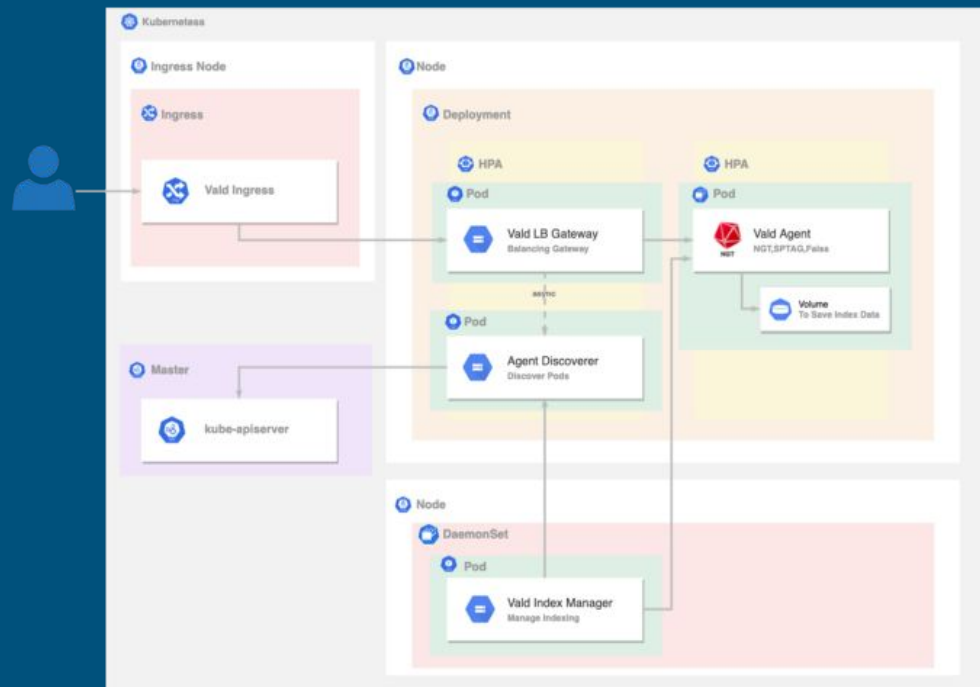 Kubernetess
Ingress Node
Ingress
Vald Ingress
Node
Deployment
HPA
HPA
Pod
Pod
Vald LB Gateway
Balancing Gateway
Vald Agent
NGT,SPTAG,Faiss
NGT
async
Volume
To Save Index Data
Pod
Agent Discoverer
Discover Pods
Master
kube-apiserver
Node
DaemonSet
Pod
Vald Index Manager
Manage Indexing